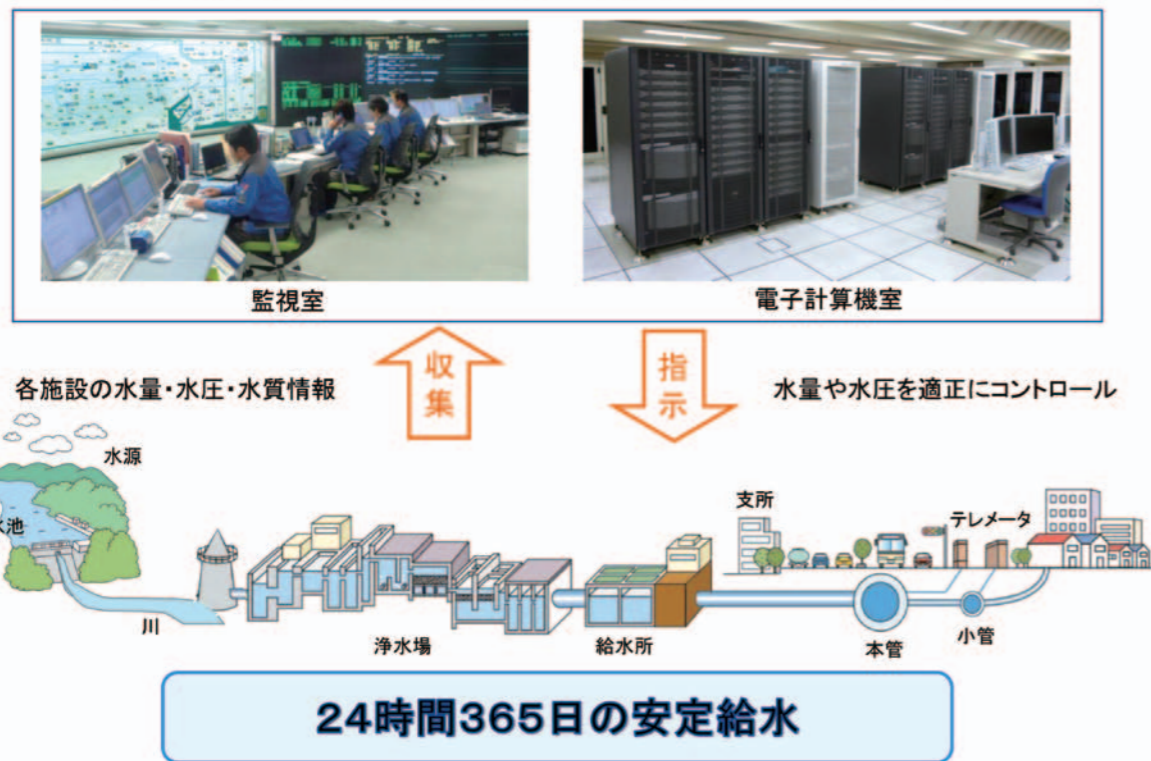 監視室
電子計算機室
各施設の水量・水圧・水質情報
収集
指示
水量や水圧を適正にコントロール
水源
水池
川
浄水場
給水所
支所
テレメータ
本管
小管
24時間365日の安定給水